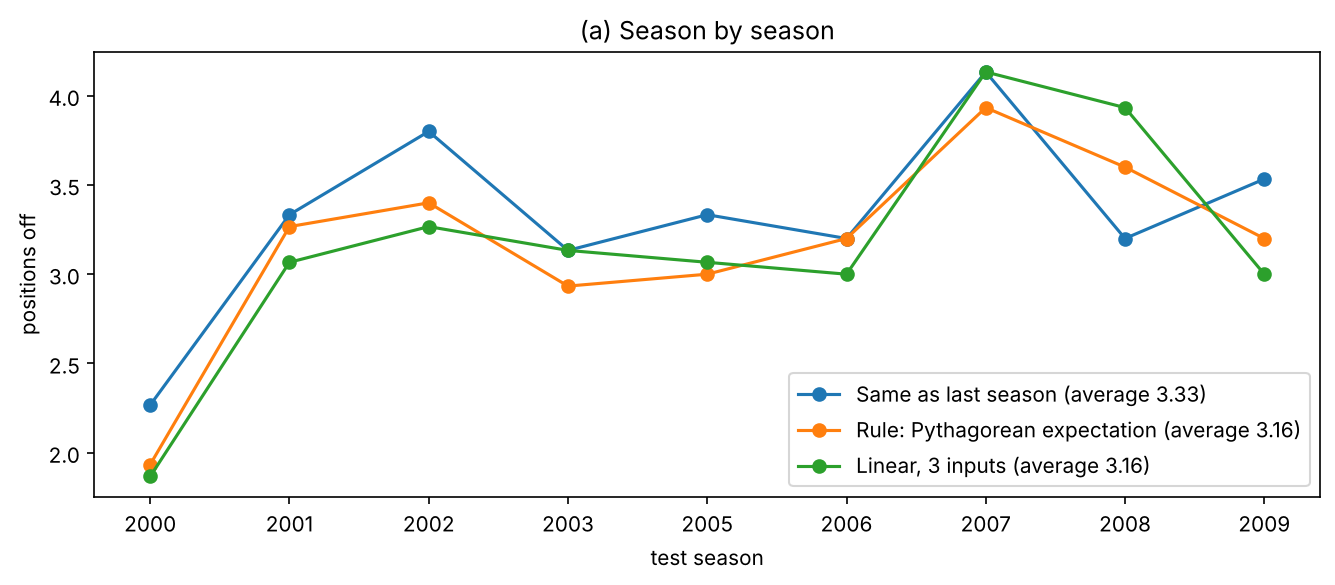 (a) Season by season
positions off
4.0
3.5
3.0
2.5
2.0
Same as last season (average 3.33)
Rule: Pythagorean expectation (average 3.16)
Linear, 3 inputs (average 3.16)
2000 2001 2002 2003 2005 2006 2007 2008 2009
test season